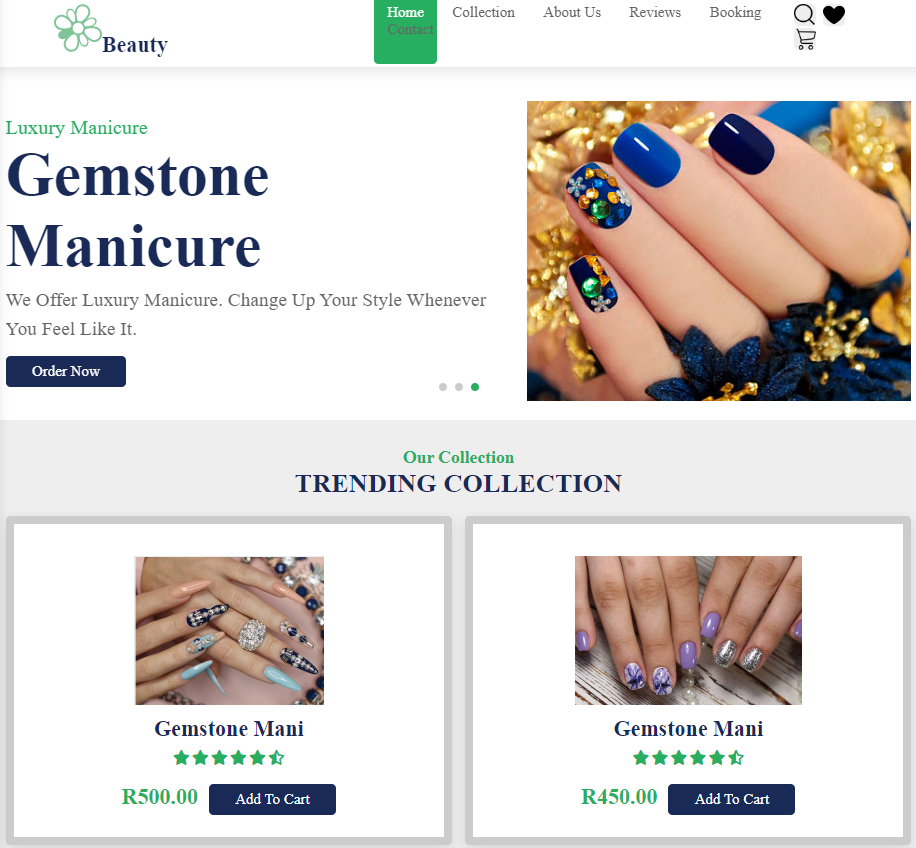 Beauty
Home Collection About Us Reviews Booking
Contact
Luxury Manicure
Gemstone
Manicure
We Offer Luxury Manicure. Change Up Your Style Whenever
You Feel Like It.
Order Now
Our Collection
TRENDING COLLECTION
Gemstone Mani
R500.00 Add To Cart
Gemstone Mani
R450.00 Add To Cart